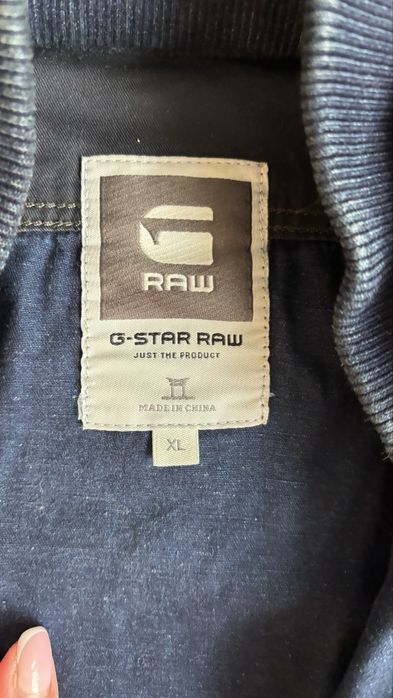 G
RAW
G-STAR RAW
JUST THE PRODUCT
MADE IN CHINA
XL